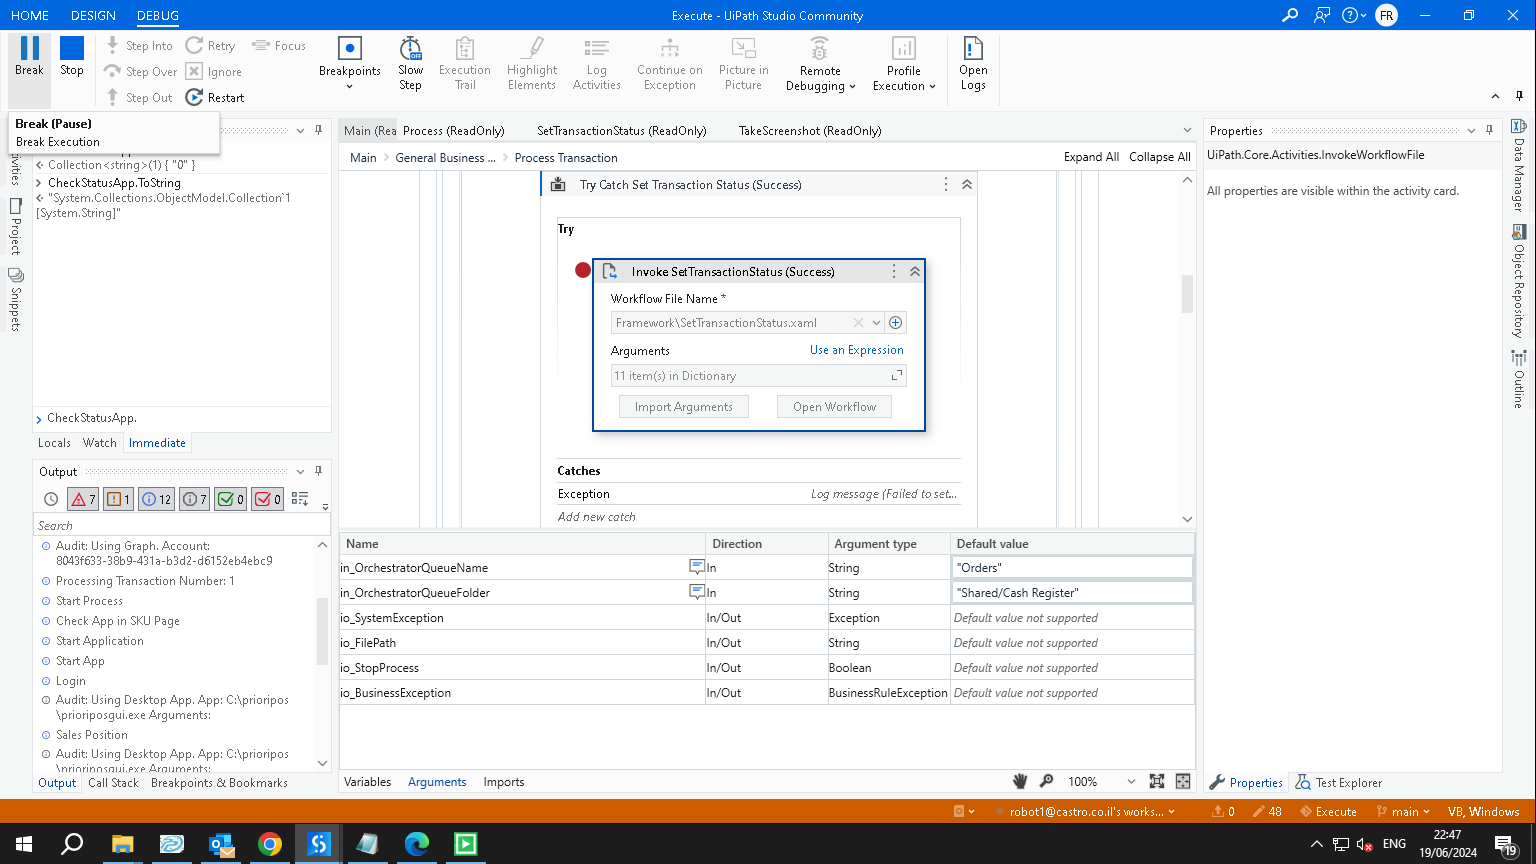 HOME DESIGN DEBUG
Execute - UiPath Studio Community
FR
Break
Stop
Step Into
Step Over
Step Out
Retry
Ignore
Restart
Focus
Breakpoints
Slow Step
Execution Trail
Highlight Elements
Log Activities
Continue on Exception
Picture in Picture
Remote Debugging
Profile Execution
Open Logs
Break (Pause)
Break Execution
Main (Rea Process (ReadOnly) SetTransactionStatus (ReadOnly) TakeScreenshot (ReadOnly)
Main > General Business ... > Process Transaction
Expand All Collapse All
Collection<string>(1) { "0" }
CheckStatusApp.ToString
"System.Collections.ObjectModel.Collection`1
[System.String]"
CheckStatusApp.
Locals Watch Immediate
Project
Snippets
Output
7 1 12 7 0 0
Search
Audit: Using Graph. Account:
8043f633-38b9-431a-b3d2-d6152eb4ebc9
Processing Transaction Number: 1
Start Process
Check App in SKU Page
Start Application
Start App
Login
Audit: Using Desktop App. App: C:\prioripos
\prioriposgui.exe Arguments:
Sales Position
Audit: Using Desktop App. App: C:\prioripos
\prioriposgui.exe Arguments:
Output Call Stack Breakpoints & Bookmarks
Try Catch Set Transaction Status (Success)
Try
Invoke SetTransactionStatus (Success)
Workflow File Name *
Framework\SetTransactionStatus.xaml
Arguments Use an Expression
11 item(s) in Dictionary
Import Arguments Open Workflow
Catches
Exception Log message (Failed to set...
Add new catch
Name Direction Argument type Default value
in_OrchestratorQueueName In String "Orders"
in_OrchestratorQueueFolder In String "Shared/Cash Register"
io_SystemException In/Out Exception Default value not supported
io_FilePath In/Out String Default value not supported
io_StopProcess In/Out Boolean Default value not supported
io_BusinessException In/Out BusinessRuleException Default value not supported
Variables Arguments Imports
100%
Properties
UiPath.Core.Activities.InvokeWorkflowFile
All properties are visible within the activity card.
Properties Test Explorer
Data Manager
Object Repository
Outline
robot1@castro.co.il's works... 0 48 Execute main VB, Windows
ENG
22:47
19/06/2024
19